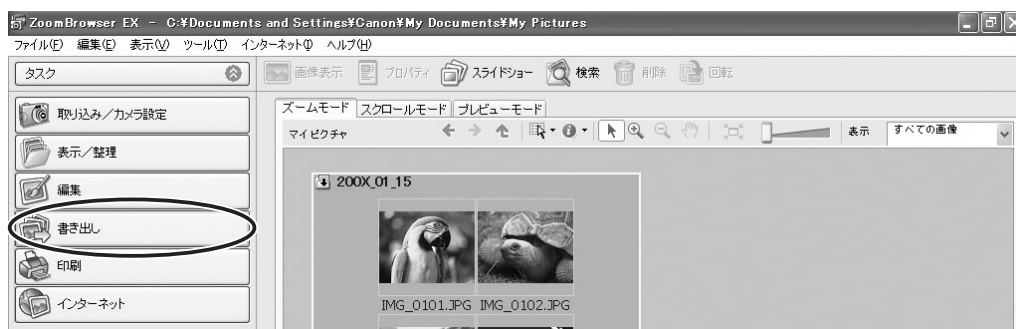 ZoomBrowser EX - C:¥Documents and Settings¥Canon¥My Documents¥My Pictures
ファイル(F) 編集(E) 表示(V) ツール(T) インターネット(I) ヘルプ(H)
タスク
画像表示 プロパティ スライドショー 検索 削除 回転
取り込み/カメラ設定
表示/整理
編集
書き出し
印刷
インターネット
ズームモード スクロールモード プレビューモード
マイ ピクチャ 表示 すべての画像
200X_01_15
IMG_0101.JPG IMG_0102.JPG